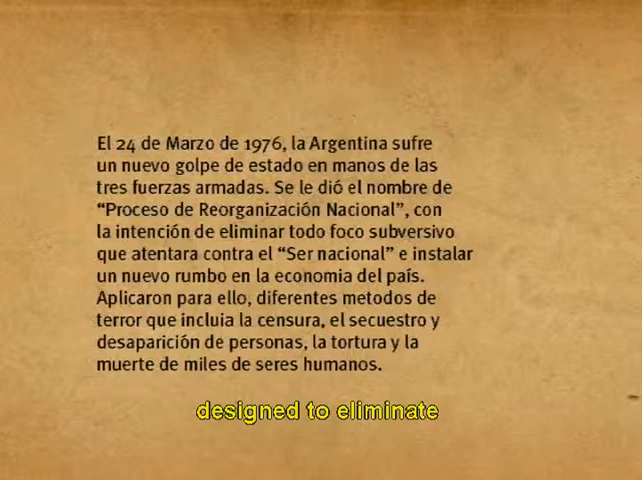 El 24 de Marzo de 1976, la Argentina sufre
un nuevo golpe de estado en manos de las
tres fuerzas armadas. Se le dió el nombre de
“Proceso de Reorganización Nacional”, con
la intención de eliminar todo foco subversivo
que atentara contra el “Ser nacional” e instalar
un nuevo rumbo en la economia del país.
Aplicaron para ello, diferentes metodos de
terror que incluia la censura, el secuestro y
desaparición de personas, la tortura y la
muerte de miles de seres humanos.
designed to eliminate